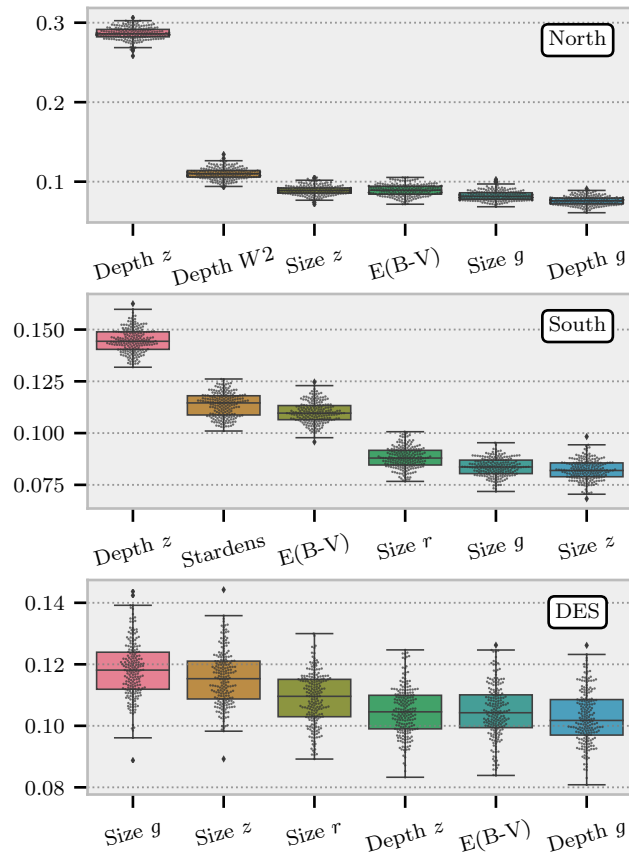 0.3
North
0.2
0.1
Depth z
Depth W2
Size z
E(B-V)
Size g
Depth g
0.150
South
0.125
0.100
0.075
Depth z
Stardens
E(B-V)
Size r
Size g
Size z
0.14
DES
0.12
0.10
0.08
Size g
Size z
Size r
Depth z
E(B-V)
Depth g